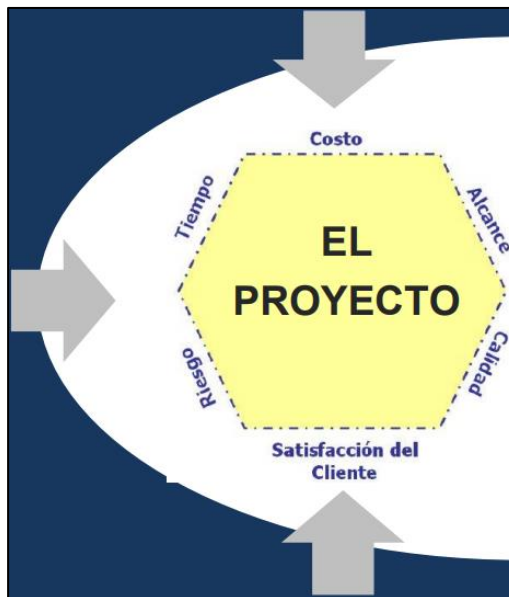 Costo
Tiempo
Alcance
EL
PROYECTO
Riesgo
Calidad
Satisfacción del
Cliente